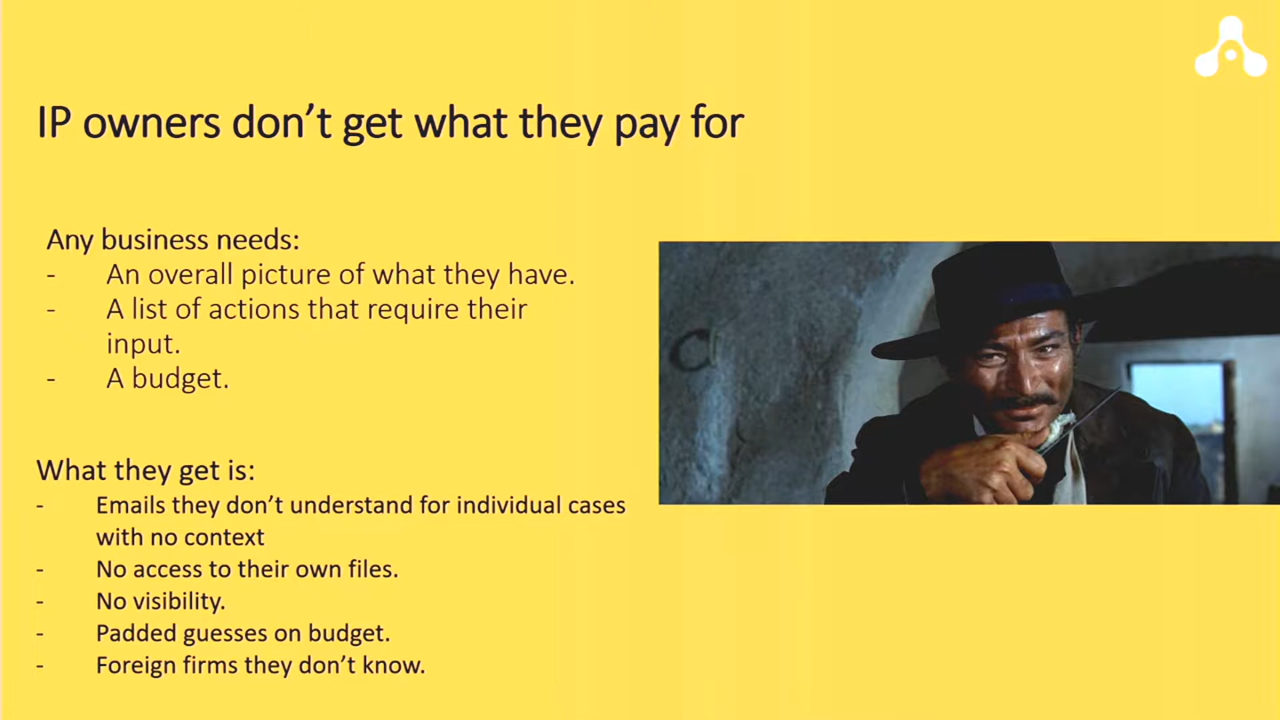 IP owners don’t get what they pay for
Any business needs:
- An overall picture of what they have.
- A list of actions that require their
input.
- A budget.
What they get is:
- Emails they don’t understand for individual cases
with no context
- No access to their own files.
- No visibility.
- Padded guesses on budget.
- Foreign firms they don’t know.